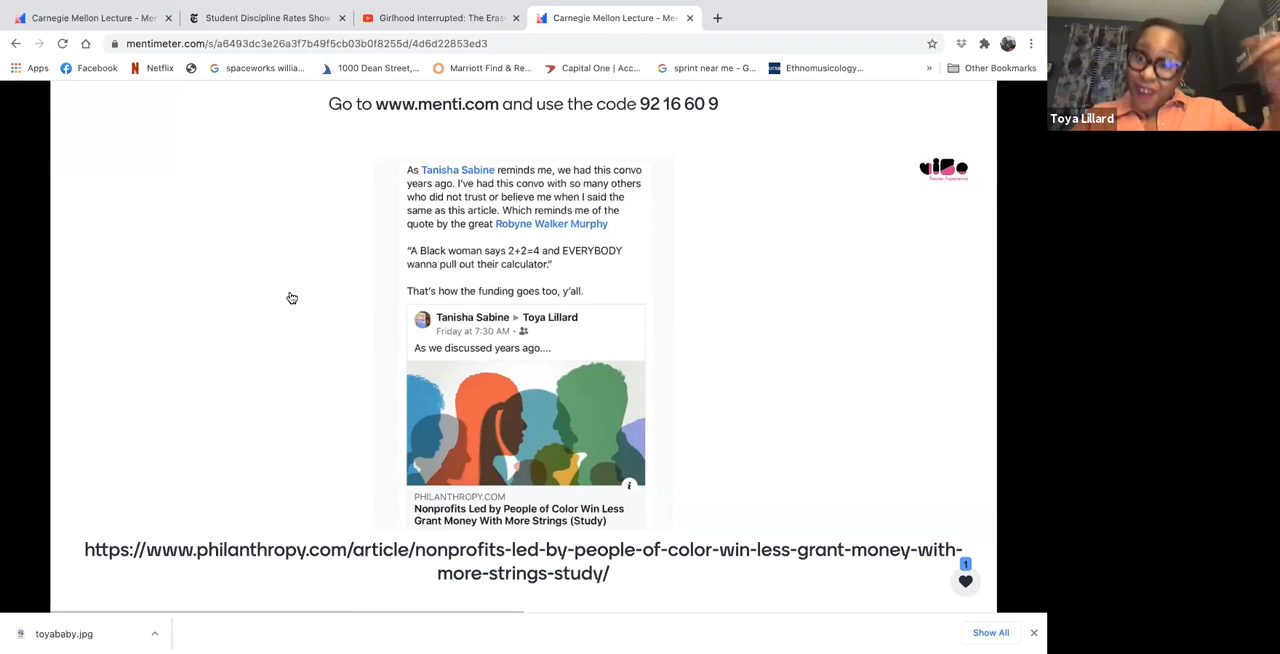 Carnegie Mellon Lecture - Mer
Student Discipline Rates Show
Girlhood Interrupted: The Eras
Carnegie Mellon Lecture - Mer
mentimeter.com/s/a6493dc3e26a3f7b49f5cb03b0f8255d/4d6d22853ed3
Apps
Facebook
Netflix
spaceworks willia...
1000 Dean Street,...
Marriott Find & Re...
Capital One | Acc...
sprint near me - G...
Ethnomusicology...
»
Other Bookmarks
Toya Lillard
Go to www.menti.com and use the code 92 16 60 9
viBe
Theater Experience
As Tanisha Sabine reminds me, we had this convo
years ago. I've had this convo with so many others
who did not trust or believe me when I said the
same as this article. Which reminds me of the
quote by the great Robyne Walker Murphy
“A Black woman says 2+2=4 and EVERYBODY
wanna pull out their calculator.”
That's how the funding goes too, y'all.
Tanisha Sabine ▸ Toya Lillard
Friday at 7:30 AM ·
As we discussed years ago....
i
PHILANTHROPY.COM
Nonprofits Led by People of Color Win Less
Grant Money With More Strings (Study)
https://www.philanthropy.com/article/nonprofits-led-by-people-of-color-win-less-grant-money-with-
more-strings-study/
1
toyababy.jpg
Show All